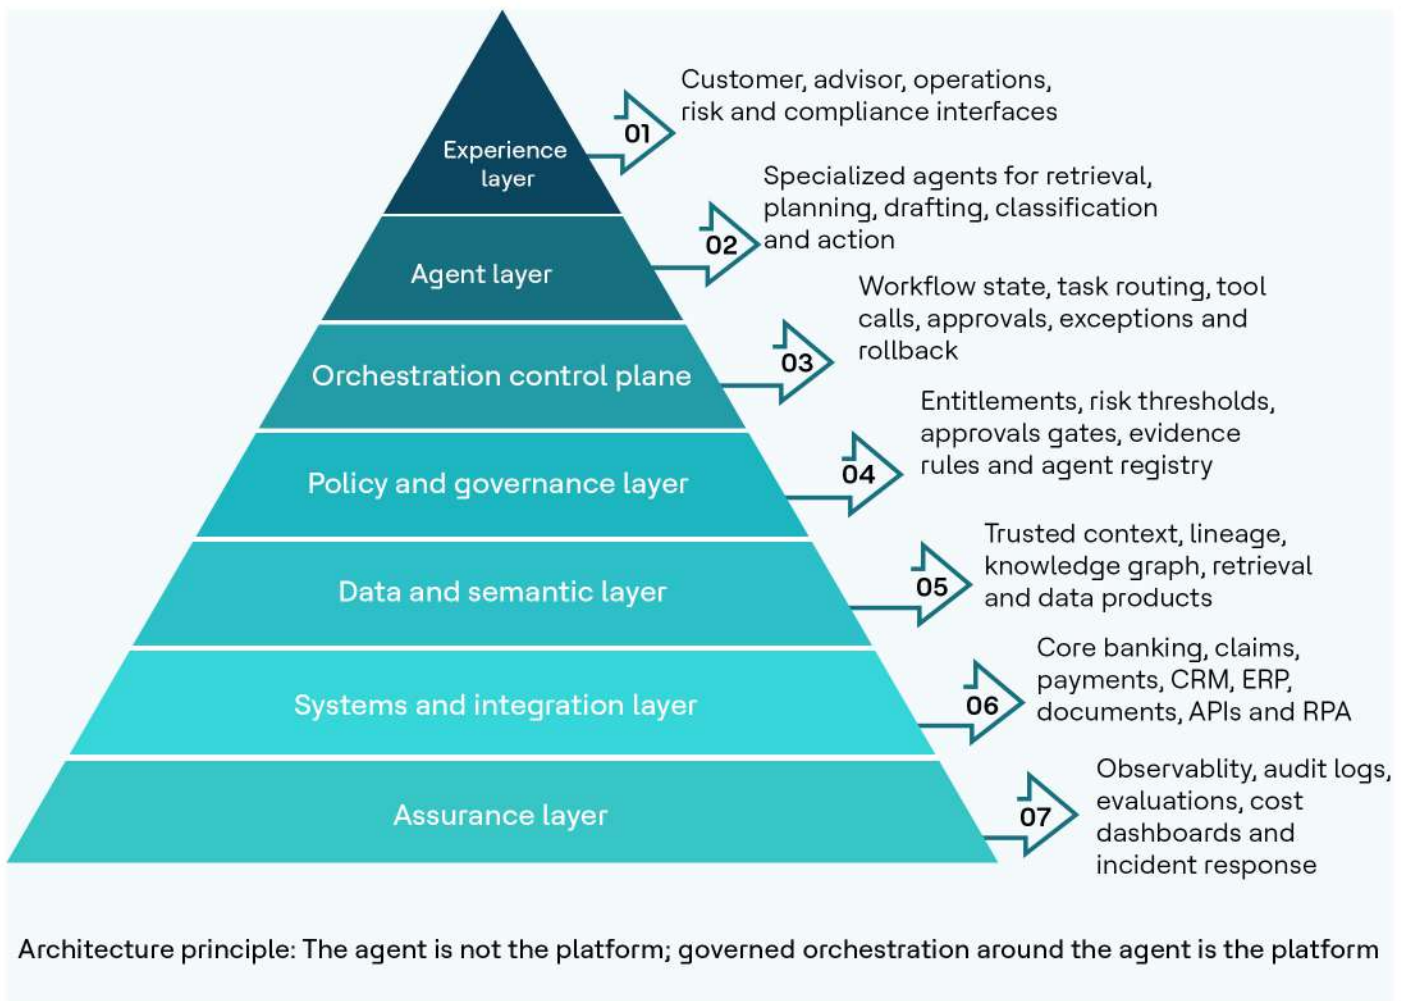 Experience
layer
01
Customer, advisor, operations,
risk and compliance interfaces
Agent layer
02
Specialized agents for retrieval,
planning, drafting, classification
and action
Orchestration control plane
03
Workflow state, task routing, tool
calls, approvals, exceptions and
rollback
Policy and governance layer
04
Entitlements, risk thresholds,
approvals gates, evidence
rules and agent registry
Data and semantic layer
05
Trusted context, lineage,
knowledge graph, retrieval
and data products
Systems and integration layer
06
Core banking, claims,
payments, CRM, ERP,
documents, APIs and RPA
Assurance layer
07
Observablity, audit logs,
evaluations, cost
dashboards and
incident response
Architecture principle: The agent is not the platform; governed orchestration around the agent is the platform